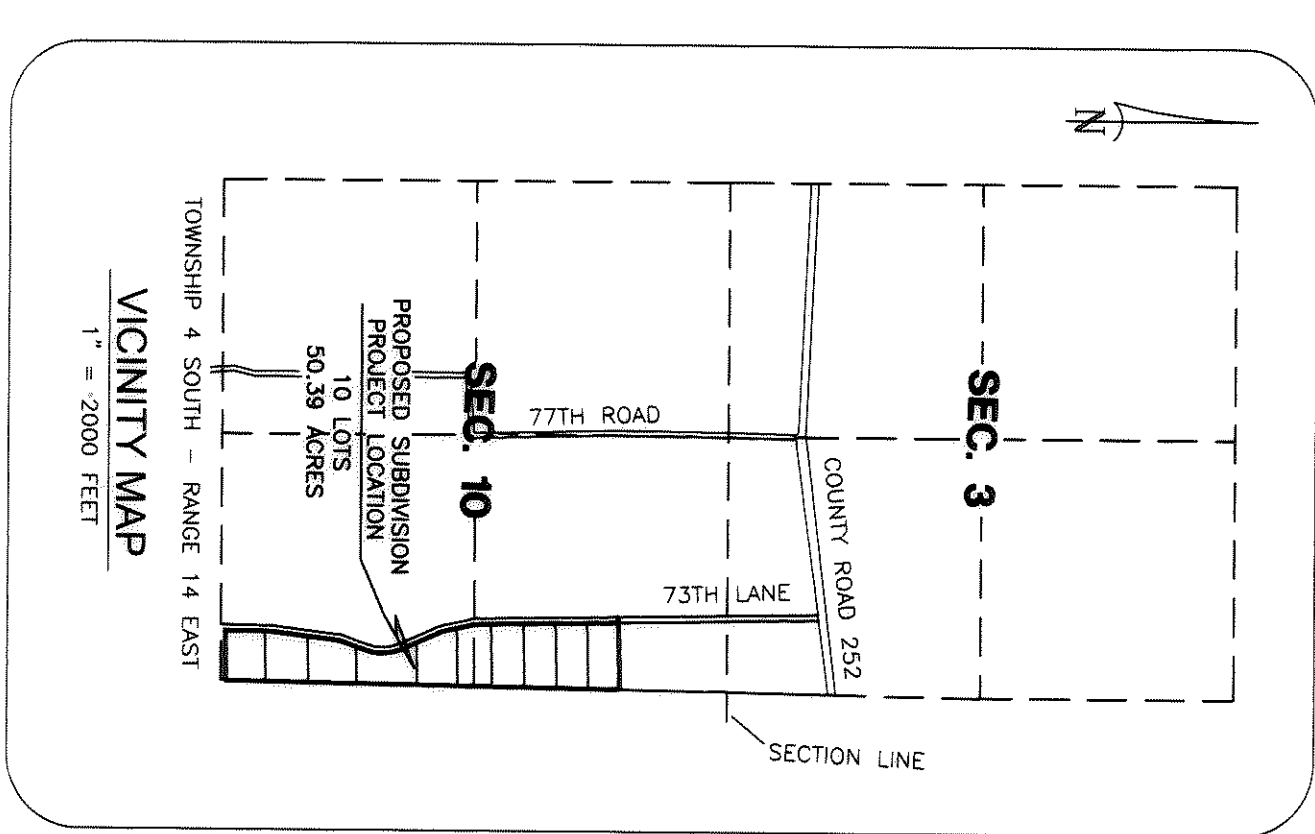 N
SEC. 3
COUNTY ROAD 252
SECTION LINE
77TH ROAD
73TH LANE
SEC. 10
PROPOSED SUBDIVISION
PROJECT LOCATION
10 LOTS
50.39 ACRES
TOWNSHIP 4 SOUTH - RANGE 14 EAST
VICINITY MAP
1" = 2000 FEET